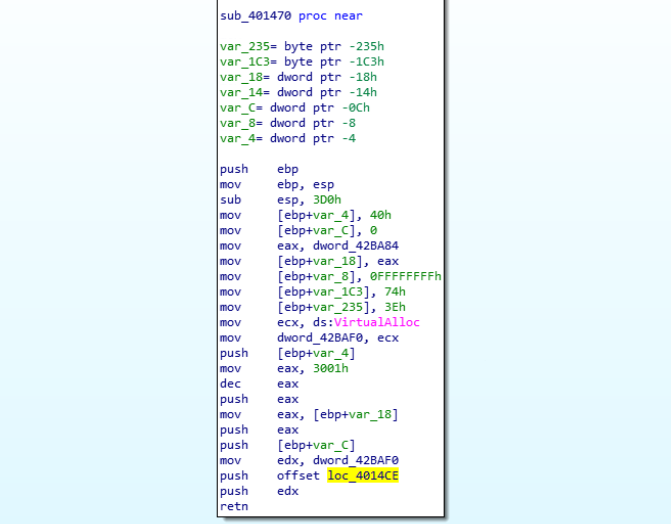 sub_401470 proc near
var_235= byte ptr -235h
var_1C3= byte ptr -1C3h
var_18= dword ptr -18h
var_14= dword ptr -14h
var_C= dword ptr -0Ch
var_8= dword ptr -8
var_4= dword ptr -4
push ebp
mov ebp, esp
sub esp, 3D0h
mov [ebp+var_4], 40h
mov [ebp+var_C], 0
mov eax, dword_42BA84
mov [ebp+var_18], eax
mov [ebp+var_8], 0FFFFFFFFh
mov [ebp+var_1C3], 74h
mov [ebp+var_235], 3Eh
mov ecx, ds:VirtualAlloc
mov dword_42BAF0, ecx
push [ebp+var_4]
mov eax, 3001h
dec eax
push eax
mov eax, [ebp+var_18]
push eax
push [ebp+var_C]
mov edx, dword_42BAF0
push offset loc_4014CE
push edx
retn